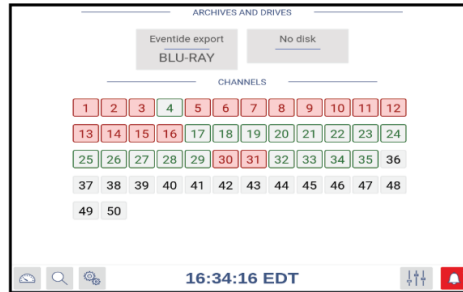 ARCHIVES AND DRIVES
Eventide export No disk
BLU-RAY
CHANNELS
1 2 3 4 5 6 7 8 9 10 11 12
13 14 15 16 17 18 19 20 21 22 23 24
25 26 27 28 29 30 31 32 33 34 35 36
37 38 39 40 41 42 43 44 45 46 47 48
49 50
16:34:16 EDT